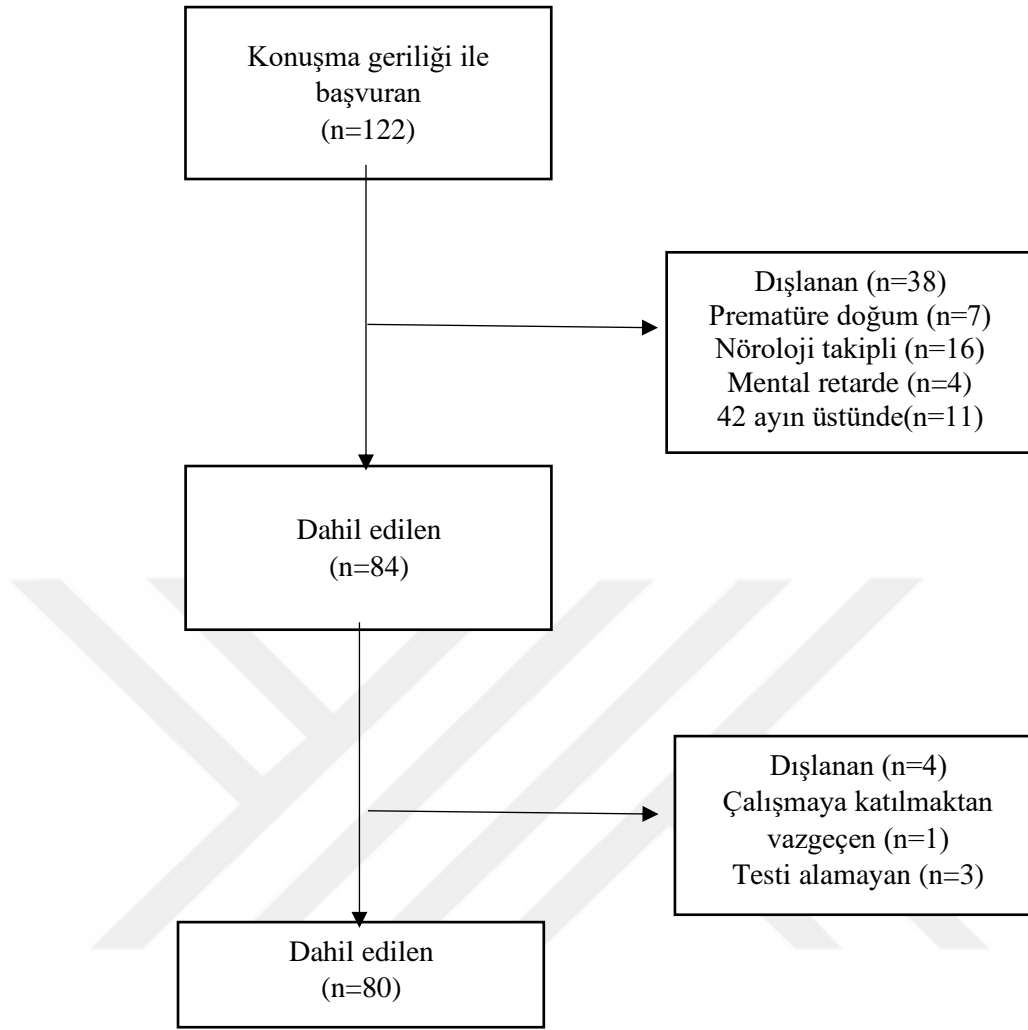 Konuşma geriliği ile
başvuran
(n=122)
Dışlanan (n=38)
Prematüre doğum (n=7)
Nöroloji takipli (n=16)
Mental retarde (n=4)
42 ayın üstünde(n=11)
Dahil edilen
(n=84)
Dışlanan (n=4)
Çalışmaya katılmaktan
vazgeçen (n=1)
Testi alamayan (n=3)
Dahil edilen
(n=80)